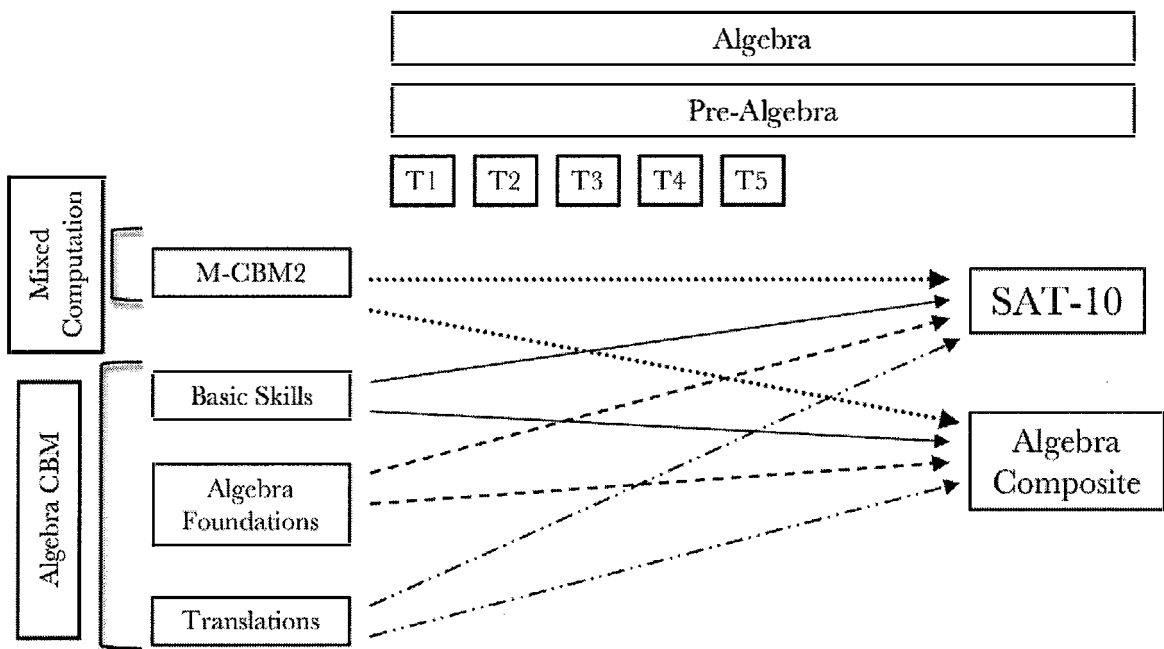 Algebra
Pre-Algebra
T1 T2 T3 T4 T5
Mixed
Computation
M-CBM2
SAT-10
Basic Skills
Algebra CBM
Algebra
Foundations
Algebra
Composite
Translations